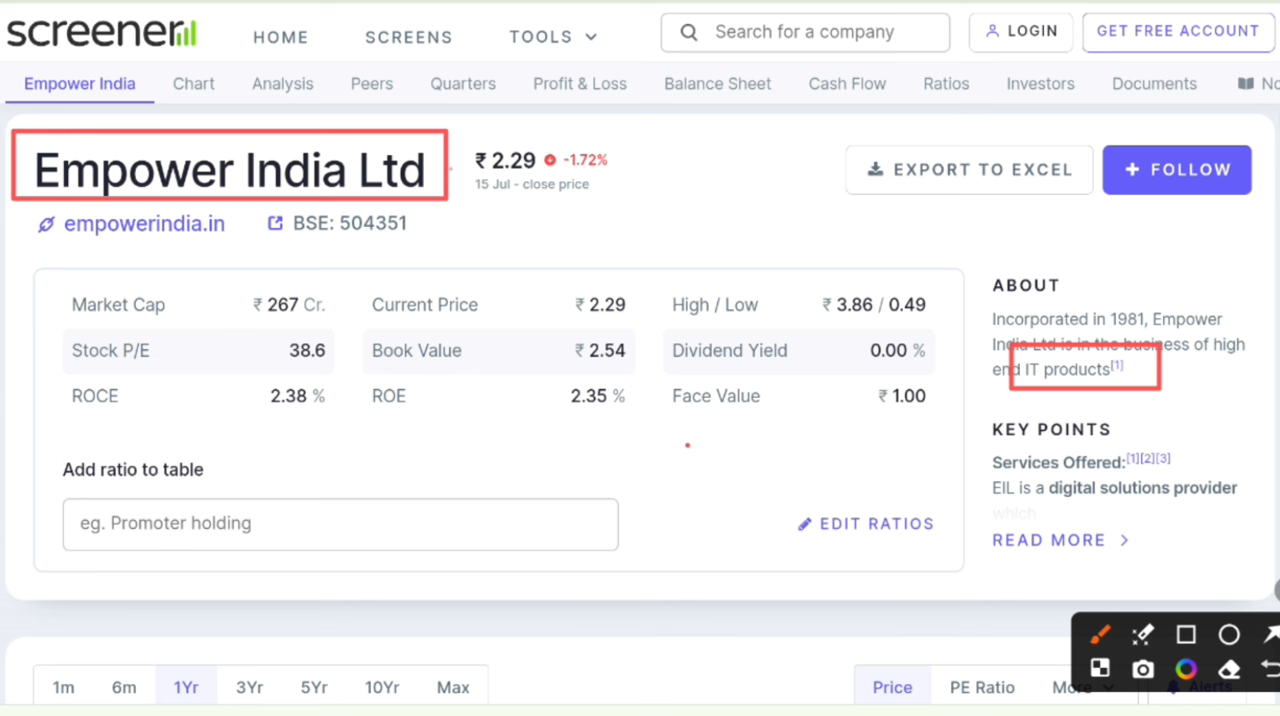 screener HOME SCREENS TOOLS Search for a company LOGIN GET FREE ACCOUNT
Empower India Chart Analysis Peers Quarters Profit & Loss Balance Sheet Cash Flow Ratios Investors Documents
Empower India Ltd
₹ 2.29 -1.72%
15 Jul - close price
EXPORT TO EXCEL
+ FOLLOW
empowerindia.in BSE: 504351
Market Cap ₹ 267 Cr. Current Price ₹ 2.29 High / Low ₹ 3.86 / 0.49
Stock P/E 38.6 Book Value ₹ 2.54 Dividend Yield 0.00 %
ROCE 2.38 % ROE 2.35 % Face Value ₹ 1.00
Add ratio to table
eg. Promoter holding
EDIT RATIOS
ABOUT
Incorporated in 1981, Empower
India Ltd is in the business of high
end IT products[1]
KEY POINTS
Services Offered:[1][2][3]
EIL is a digital solutions provider
which
READ MORE
1m 6m 1Yr 3Yr 5Yr 10Yr Max Price PE Ratio More Alerts